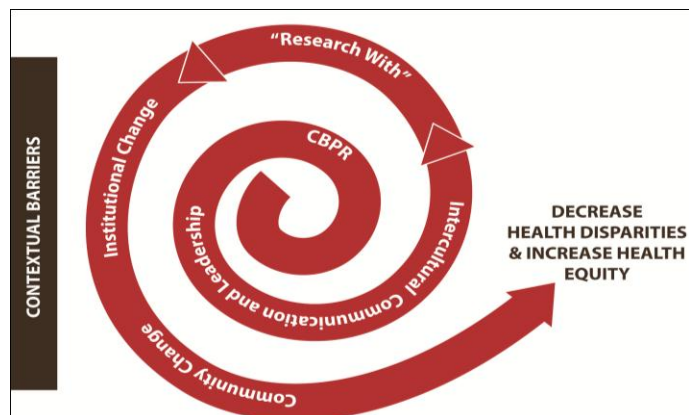 CONTEXTUAL BARRIERS
CBPR
Intercultural Communication and Leadership
"Research With"
Institutional Change
Community Change
DECREASE
HEALTH DISPARITIES
& INCREASE HEALTH
EQUITY